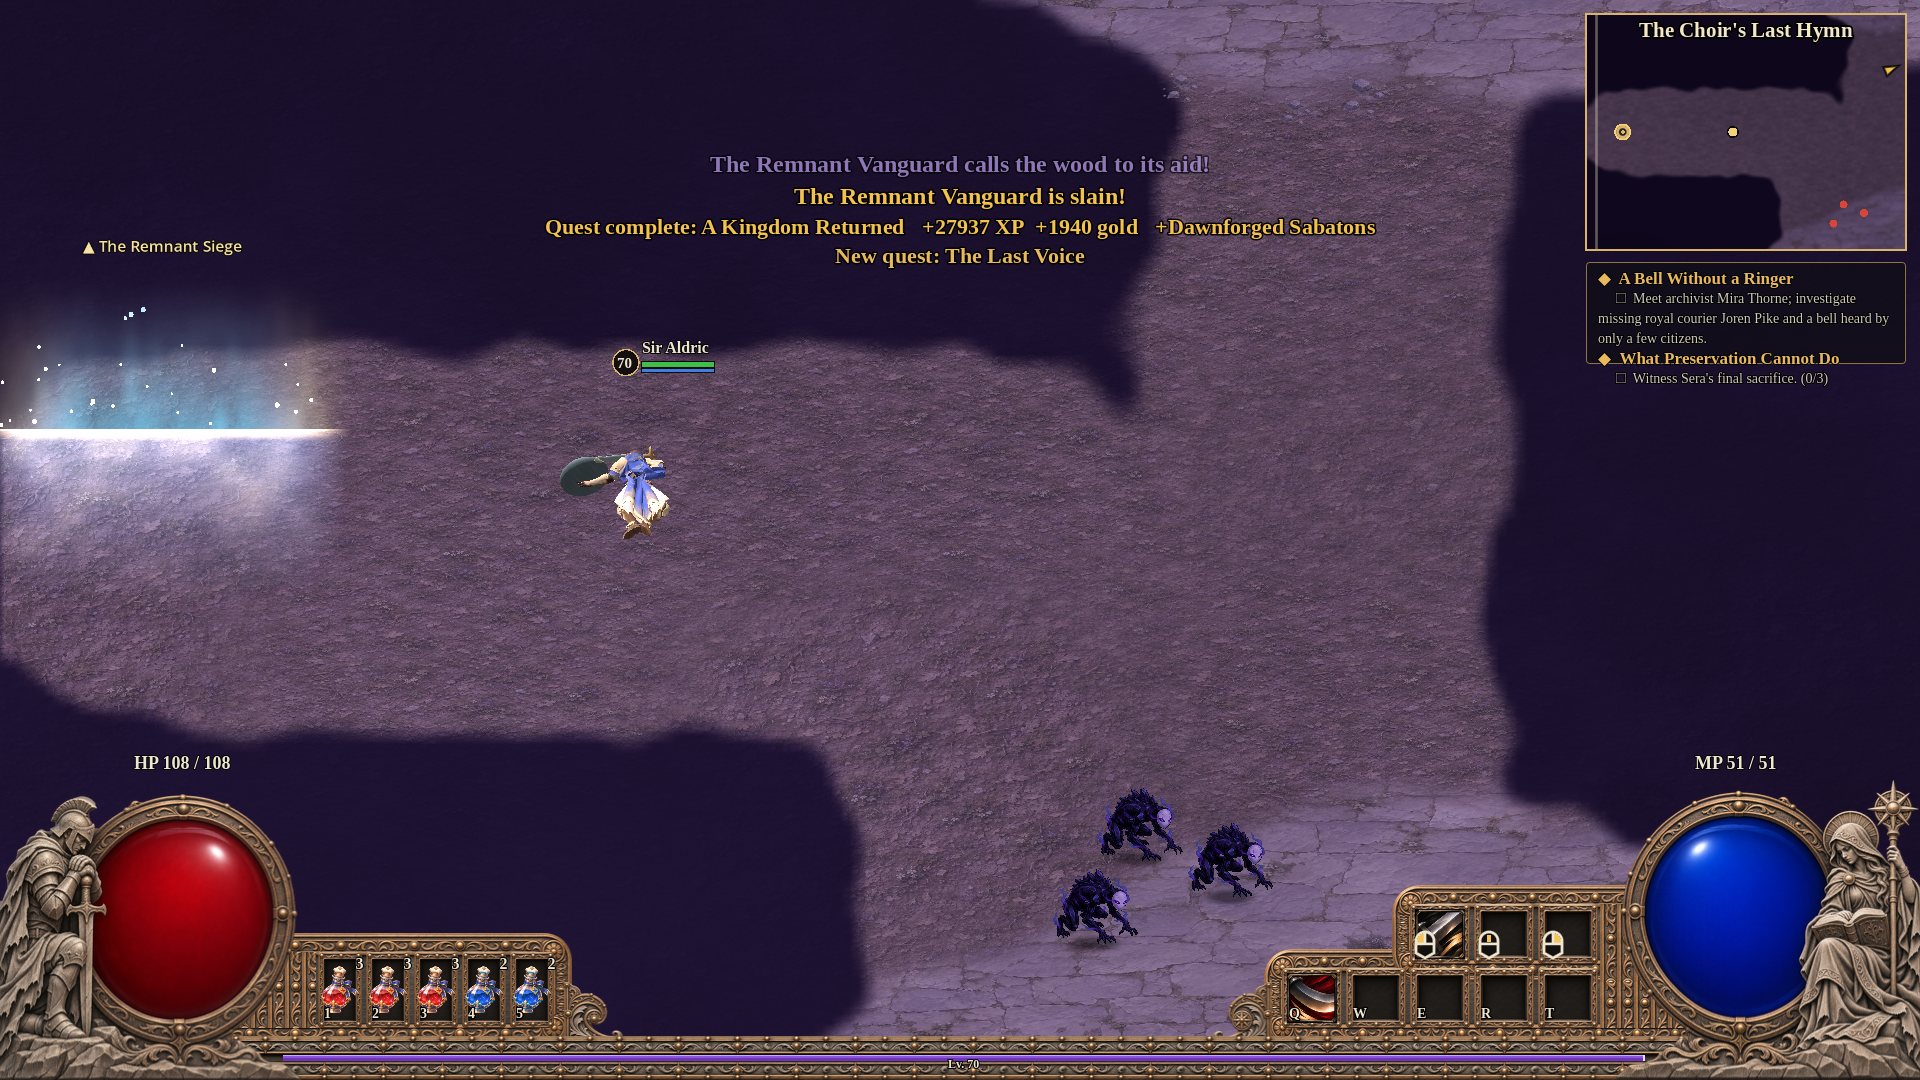 The Choir's Last Hymn
The Remnant Vanguard calls the wood to its aid!
The Remnant Vanguard is slain!
Quest complete: A Kingdom Returned +27937 XP +1940 gold +Dawnforged Sabatons
New quest: The Last Voice
▲ The Remnant Siege
◆ A Bell Without a Ringer
☐ Meet archivist Mira Thorne; investigate
missing royal courier Joren Pike and a bell heard by
only a few citizens.
◆ What Preservation Cannot Do
☐ Witness Sera's final sacrifice. (0/3)
Sir Aldric
70
HP 108 / 108
MP 51 / 51
3 3 3 2 2
1 2 3 4 5
Q W E R T
Lv. 70